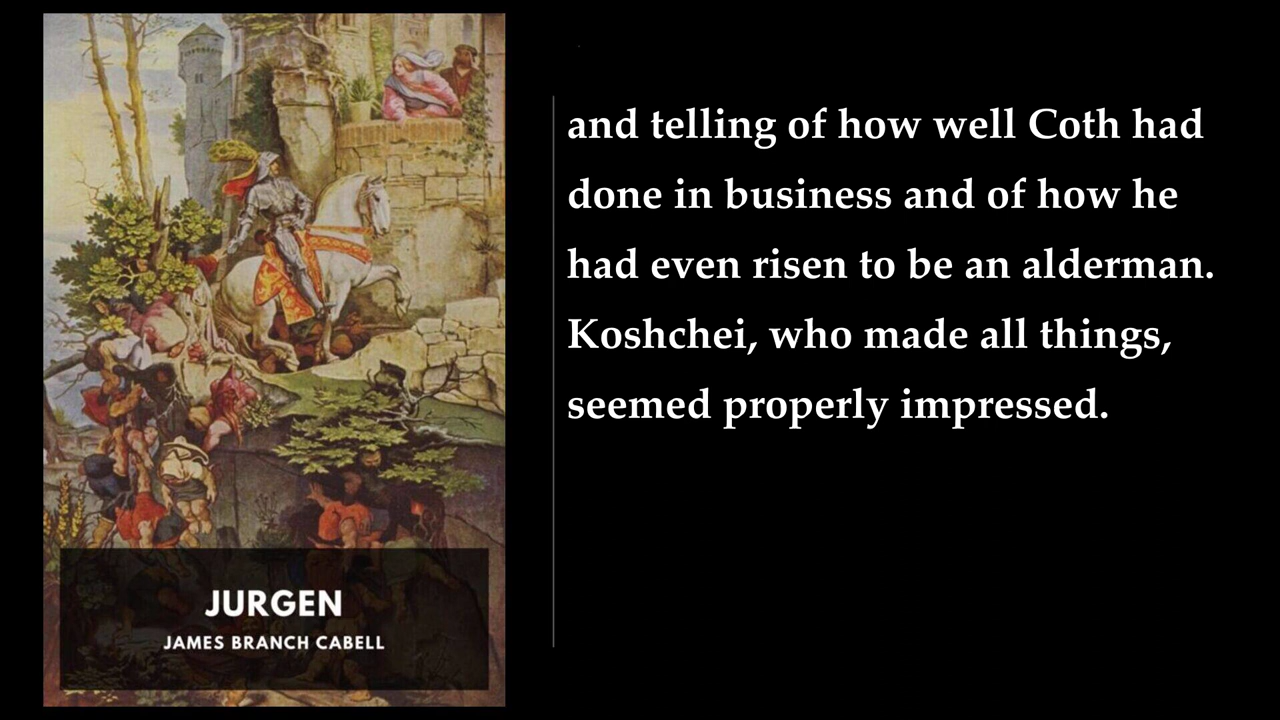 and telling of how well Coth had
done in business and of how he
had even risen to be an alderman.
Koshchei, who made all things,
seemed properly impressed.
JURGEN
JAMES BRANCH CABELL